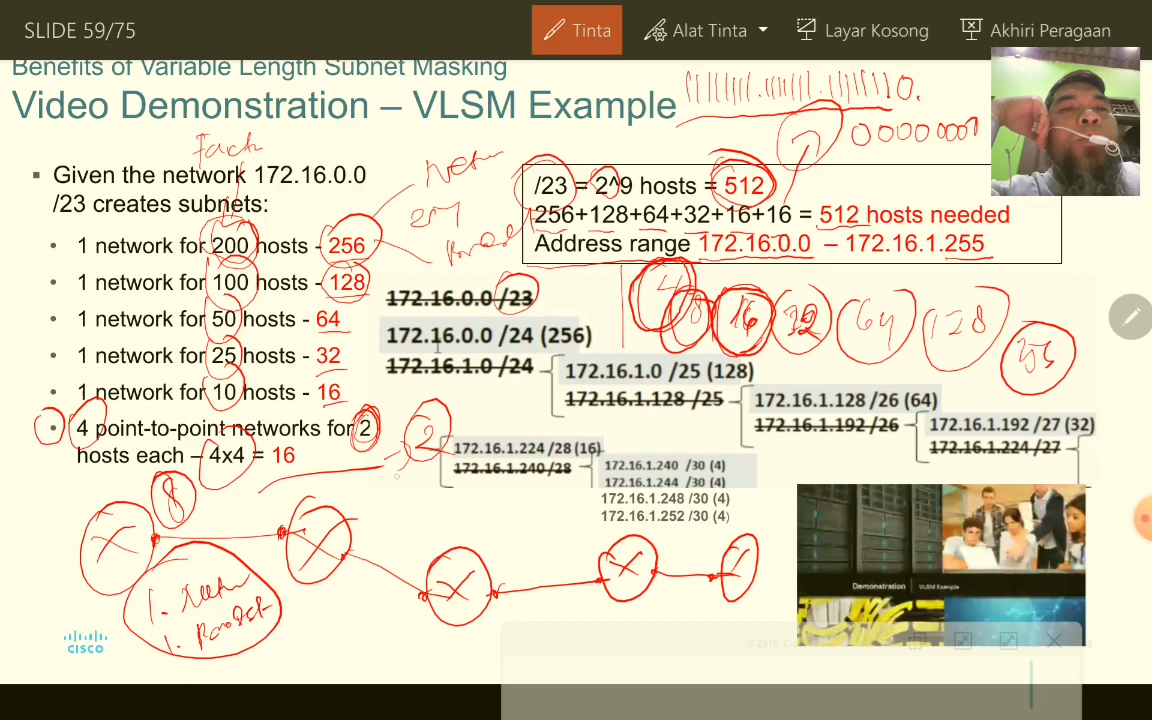 SLIDE 59/75
Tinta
Alat Tinta
Layar Kosong
Akhiri Peragaan
Benefits of Variable Length Subnet Masking
Video Demonstration – VLSM Example
Given the network 172.16.0.0
/23 creates subnets:
1 network for 200 hosts - 256
1 network for 100 hosts - 128
1 network for 50 hosts - 64
1 network for 25 hosts - 32
1 network for 10 hosts - 16
4 point-to-point networks for 2
hosts each – 4x4 = 16
/23 = 2^9 hosts = 512
256+128+64+32+16+16 = 512 hosts needed
Address range 172.16.0.0 – 172.16.1.255
172.16.0.0 /23
172.16.0.0 /24 (256)
172.16.1.0 /24
172.16.1.0 /25 (128)
172.16.1.128 /25
172.16.1.128 /26 (64)
172.16.1.192 /26
172.16.1.192 /27 (32)
172.16.1.224 /27
172.16.1.224 /28 (16)
172.16.1.240 /28
172.16.1.240 /30 (4)
172.16.1.244 /30 (4)
172.16.1.248 /30 (4)
172.16.1.252 /30 (4)
4 8 16 32 64 128
2
8
Demonstration VLSM Example
CISCO
© 2016